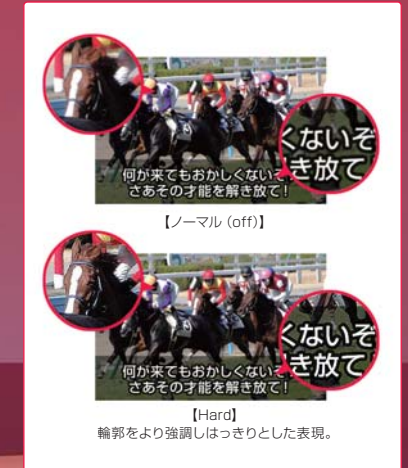 くないぞ
き放て
何が来てもおかしくないぞ
さあその才能を解き放て!
【ノーマル（off）】
くないぞ
き放て
何が来てもおかしくないぞ
さあその才能を解き放て!
【Hard】
輪郭をより強調しはっきりとした表現。